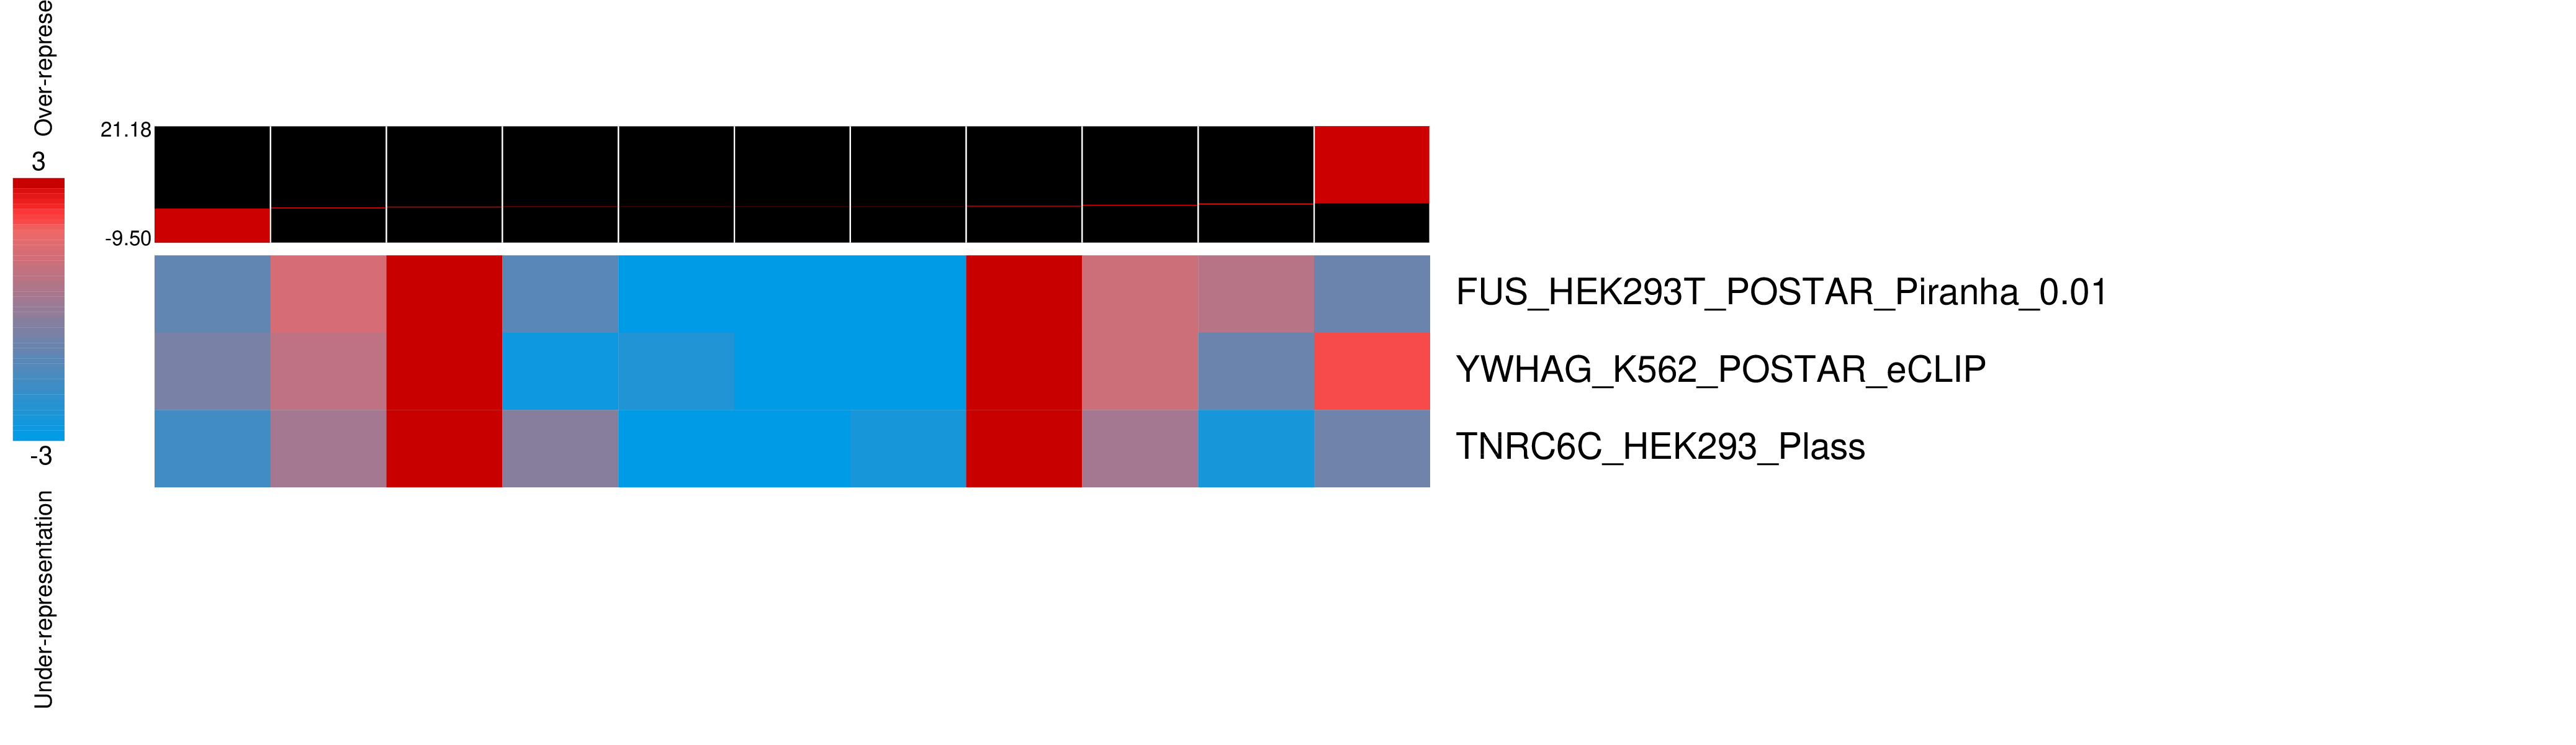 Over-represe
21.18
3
-9.50
-3
Under-representation
FUS_HEK293T_POSTAR_Piranha_0.01
YWHAG_K562_POSTAR_eCLIP
TNRC6C_HEK293_Plass